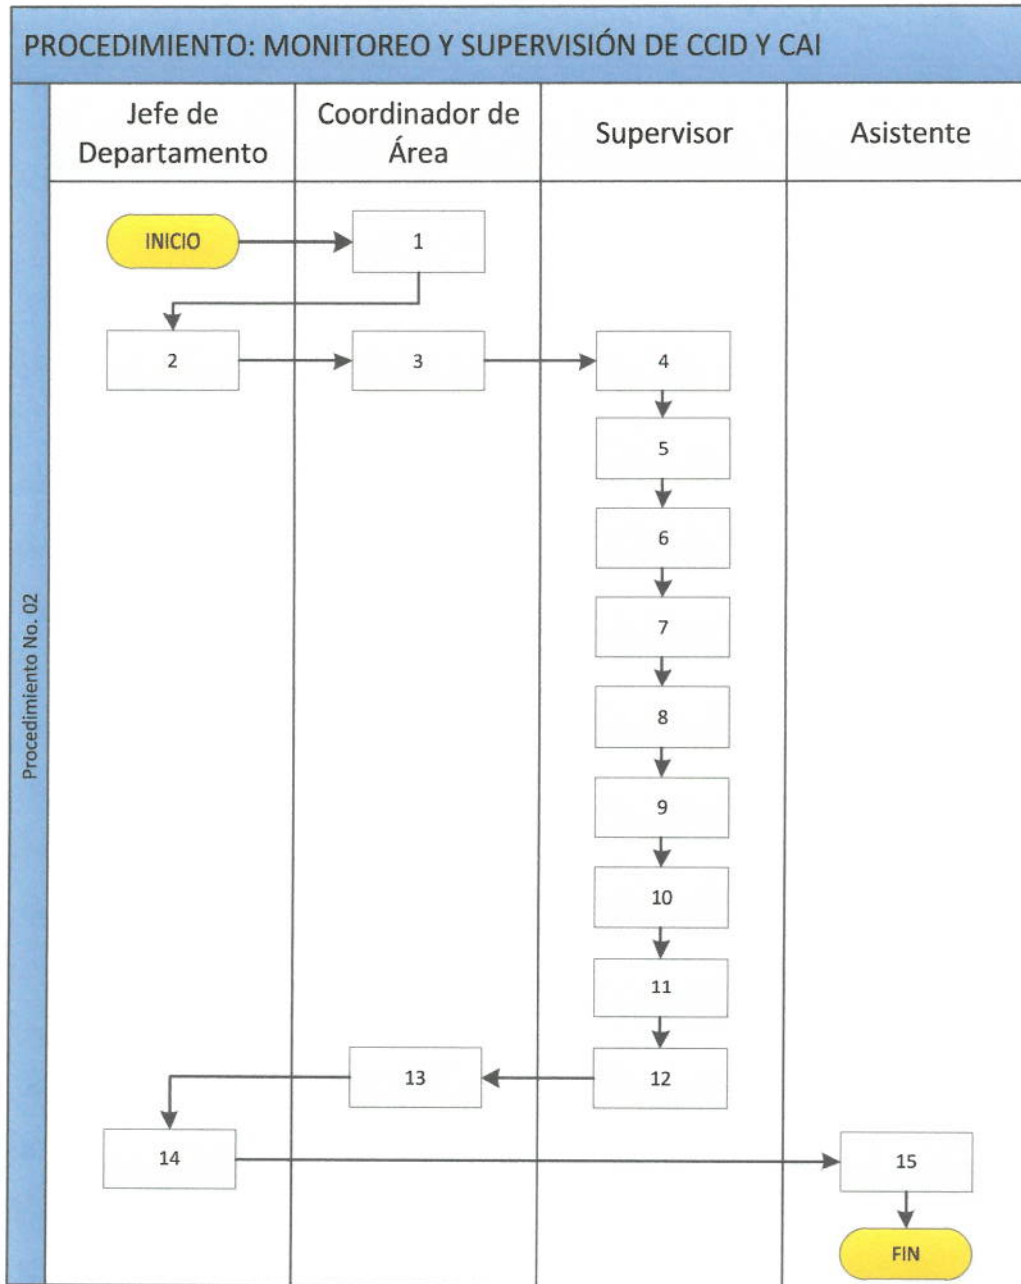 PROCEDIMIENTO: MONITOREO Y SUPERVISIÓN DE CCID Y CAI
Procedimiento No. 02
Jefe de
Departamento
Coordinador de
Área
Supervisor
Asistente
INICIO
1
2
3
4
5
6
7
8
9
10
11
12
13
14
15
FIN